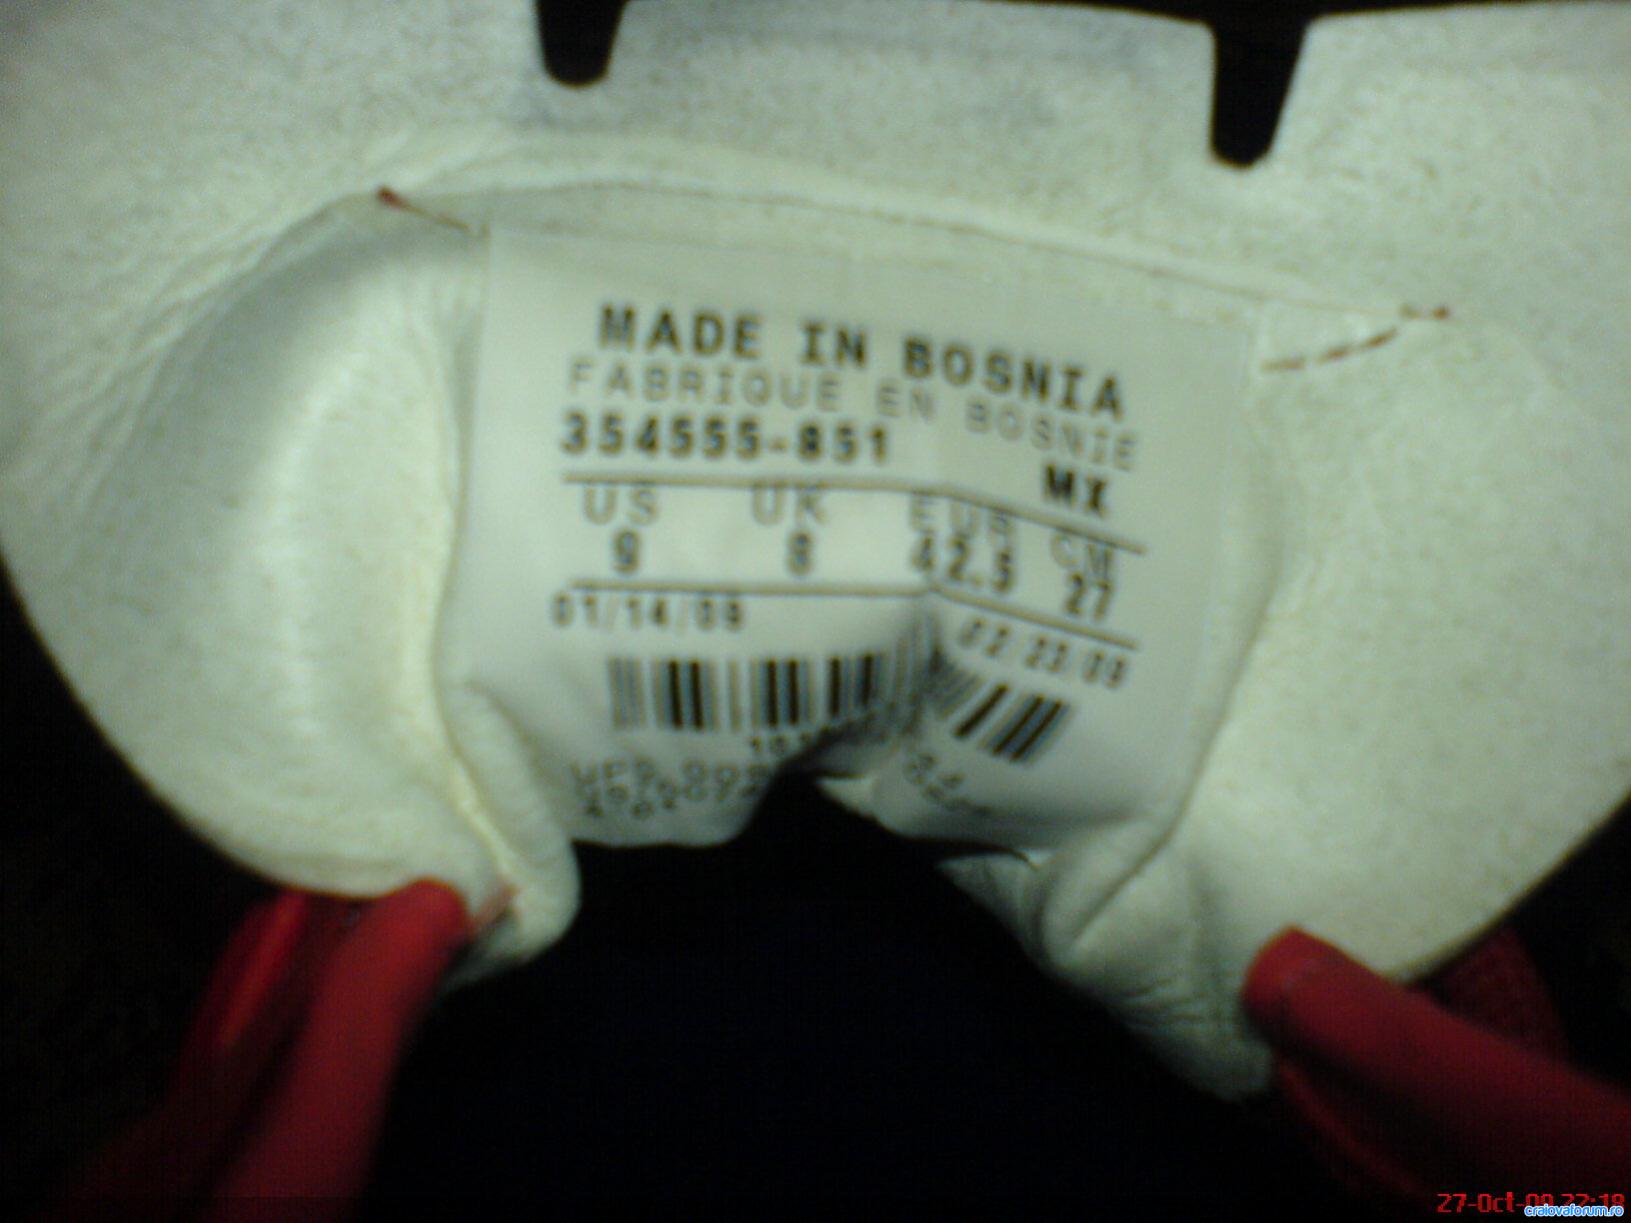 MADE IN BOSNIA
FABRIQUE EN BOSNIE
354555-851 MX
US UK EUR CM
9 8 42.5 27
01/14/09 02/23/09
27-Oct-09 22:18
craiovaforum.ro